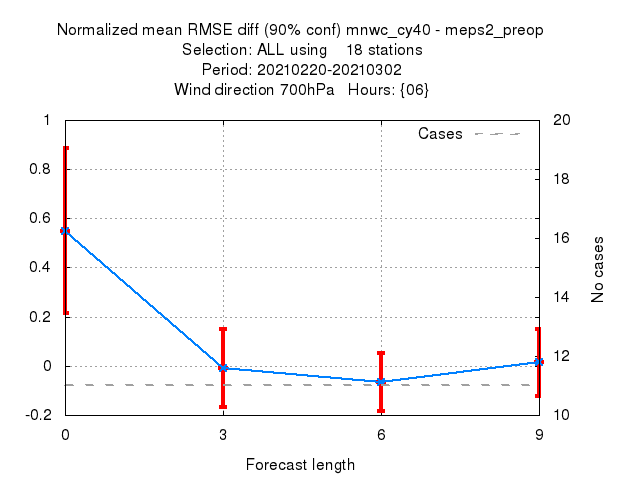 Normalized mean RMSE diff (90% conf) mnwc_cy40 - meps2_preop
Selection: ALL using    18 stations
Period: 20210220-20210302
Wind direction 700hPa   Hours: {06}
Cases
1
0.8
0.6
0.4
0.2
0
-0.2
20
18
16
14
12
10
No cases
0 3 6 9
Forecast length